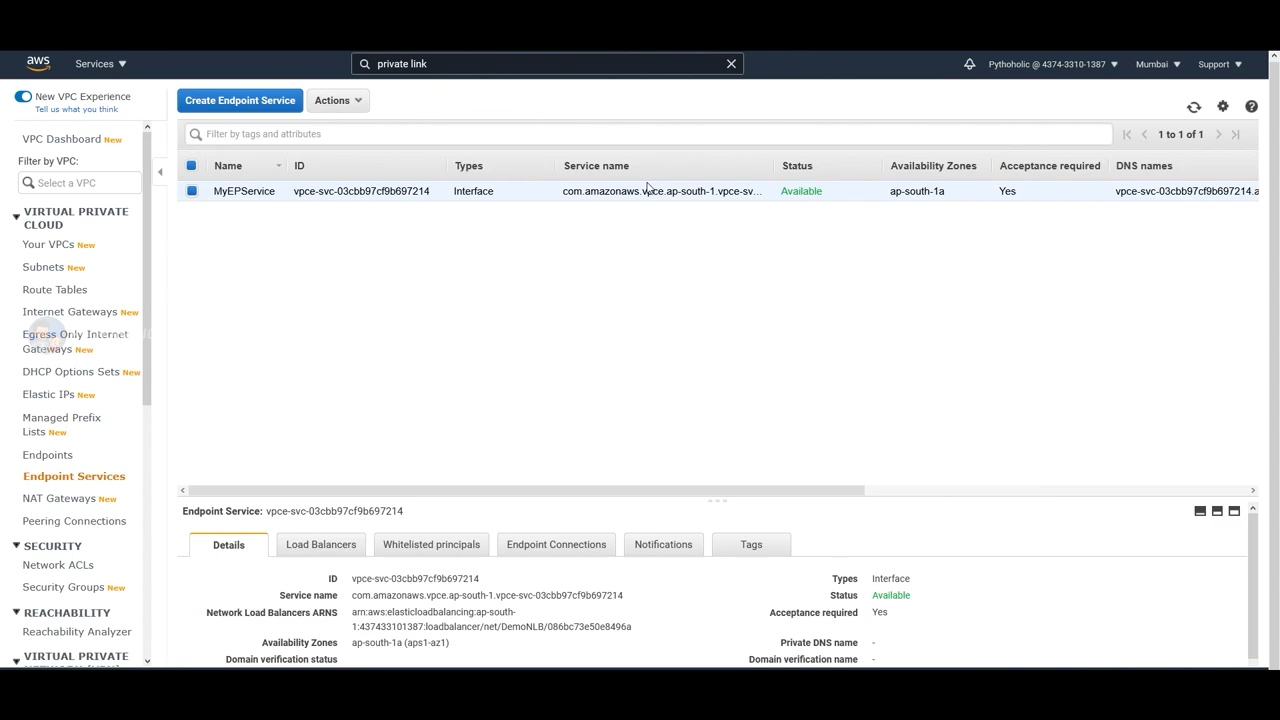 aws
Services
private link
Pythoholic @ 4374-3310-1387
Mumbai
Support
New VPC Experience
Tell us what you think
VPC Dashboard New
Filter by VPC:
Select a VPC
VIRTUAL PRIVATE
CLOUD
Your VPCs New
Subnets New
Route Tables
Internet Gateways New
Egress Only Internet
Gateways New
DHCP Options Sets New
Elastic IPs New
Managed Prefix
Lists New
Endpoints
Endpoint Services
NAT Gateways New
Peering Connections
SECURITY
Network ACLs
Security Groups New
REACHABILITY
Reachability Analyzer
VIRTUAL PRIVATE
Create Endpoint Service
Actions
Filter by tags and attributes
1 to 1 of 1
Name ID Types Service name Status Availability Zones Acceptance required DNS names
MyEPService vpce-svc-03cbb97cf9b697214 Interface com.amazonaws.vpce.ap-south-1.vpce-sv... Available ap-south-1a Yes vpce-svc-03cbb97cf9b697214.a
Endpoint Service: vpce-svc-03cbb97cf9b697214
Details Load Balancers Whitelisted principals Endpoint Connections Notifications Tags
ID vpce-svc-03cbb97cf9b697214 Types Interface
Service name com.amazonaws.vpce.ap-south-1.vpce-svc-03cbb97cf9b697214 Status Available
Network Load Balancers ARNS arn:aws:elasticloadbalancing:ap-south- Acceptance required Yes
1:437433101387:loadbalancer/net/DemoNLB/086bc73e50e8496a
Availability Zones ap-south-1a (aps1-az1) Private DNS name -
Domain verification status Domain verification name -